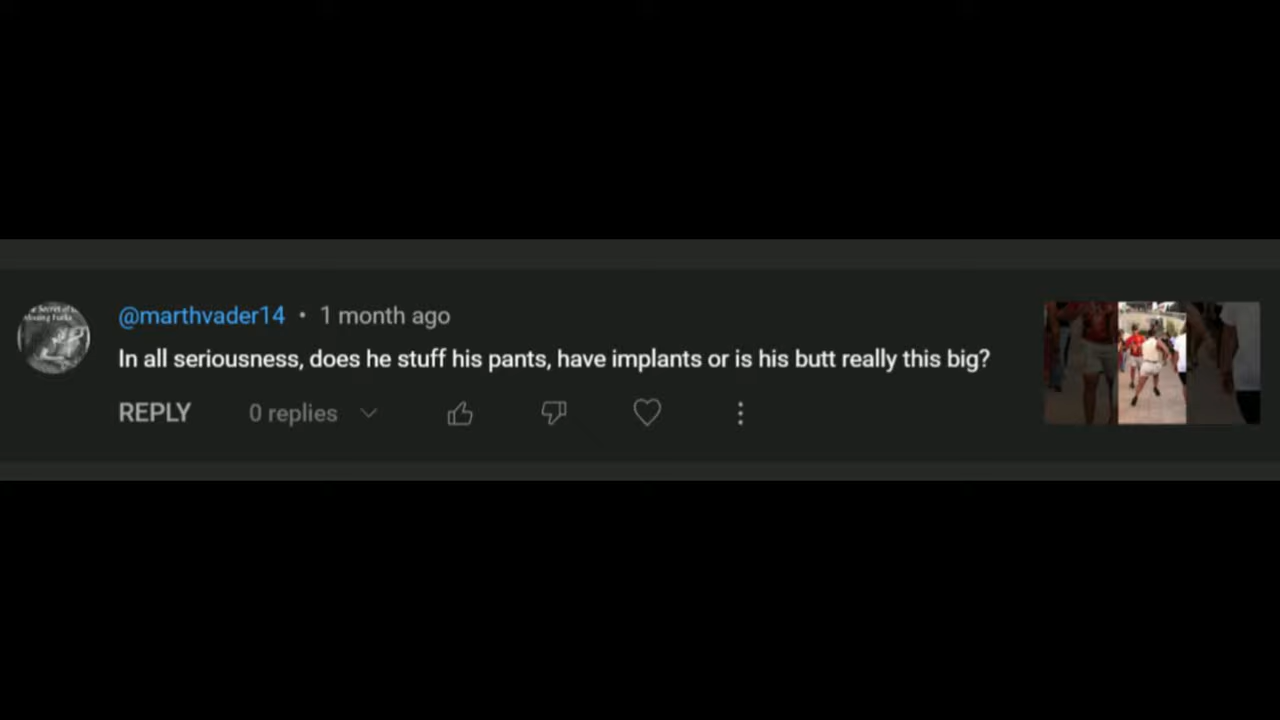 @marthvader14 • 1 month ago
In all seriousness, does he stuff his pants, have implants or is his butt really this big?
REPLY 0 replies